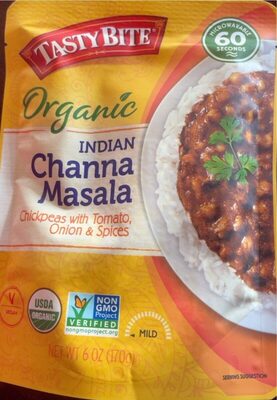 TASTY BITE®
MICROWAVABLE
60
SECONDS
Organic
INDIAN
Channa
Masala
Chickpeas with Tomato,
Onion & Spices
VEGAN
USDA
ORGANIC
NON
GMO
Project
VERIFIED
nongmoproject.org
MILD
NET WT 6 OZ (170g)
SERVING SUGGESTION